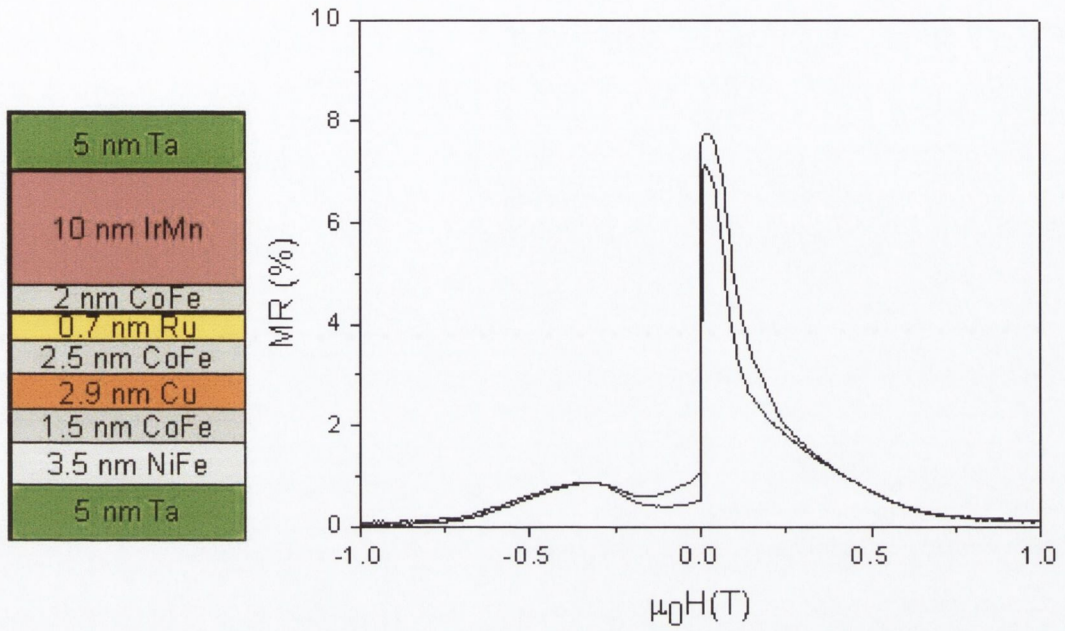 5 nm Ta
10 nm IrMn
2 nm CoFe
0.7 nm Ru
2.5 nm CoFe
2.9 nm Cu
1.5 nm CoFe
3.5 nm NiFe
5 nm Ta
MR (%)
10
8
6
4
2
0
-1.0
-0.5
0.0
0.5
1.0
μ0H(T)